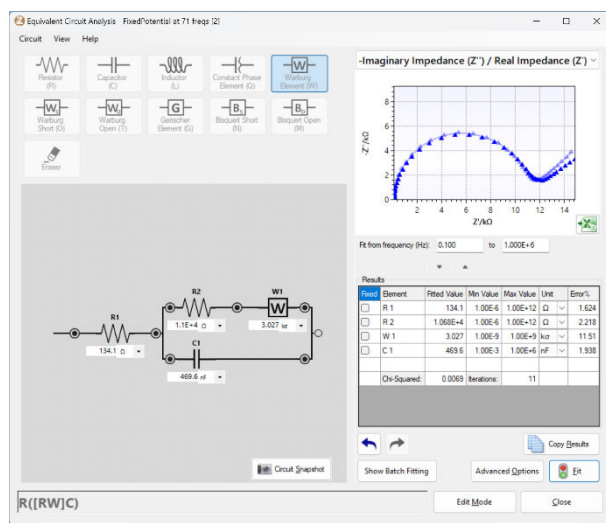 Equivalent Circuit Analysis - FixedPotential at 71 freqs [2]
Circuit View Help
Resistor (R)
Capacitor (C)
Inductor (L)
Constant Phase Element (Q)
Warburg Element (W)
Warburg Short (O)
Warburg Open (T)
Gerischer Element (G)
Bisquert Short (N)
Bisquert Open (M)
Eraser
-Imaginary Impedance (Z'') / Real Impedance (Z')
-Z''/kΩ
8
6
4
2
0
2 4 6 8 10 12 14
Z'/kΩ
Fit from frequency (Hz): 0.100 to 1.000E+6
Results
Fixed Element Fitted Value Min Value Max Value Unit Error%
R 1 134.1 1.00E-6 1.00E+12 Ω 1.624
R 2 1.068E+4 1.00E-6 1.00E+12 Ω 2.218
W 1 3.027 1.00E-9 1.00E+9 kσ 11.51
C 1 469.6 1.00E-3 1.00E+6 nF 1.938
Chi-Squared: 0.0069 Iterations: 11
R1
134.1 Ω
R2
1.1E+4 Ω
W1
W
3.027 kσ
C1
469.6 nF
Circuit Snapshot
Copy Results
Show Batch Fitting
Advanced Options
Fit
R([RW]C)
Edit Mode
Close